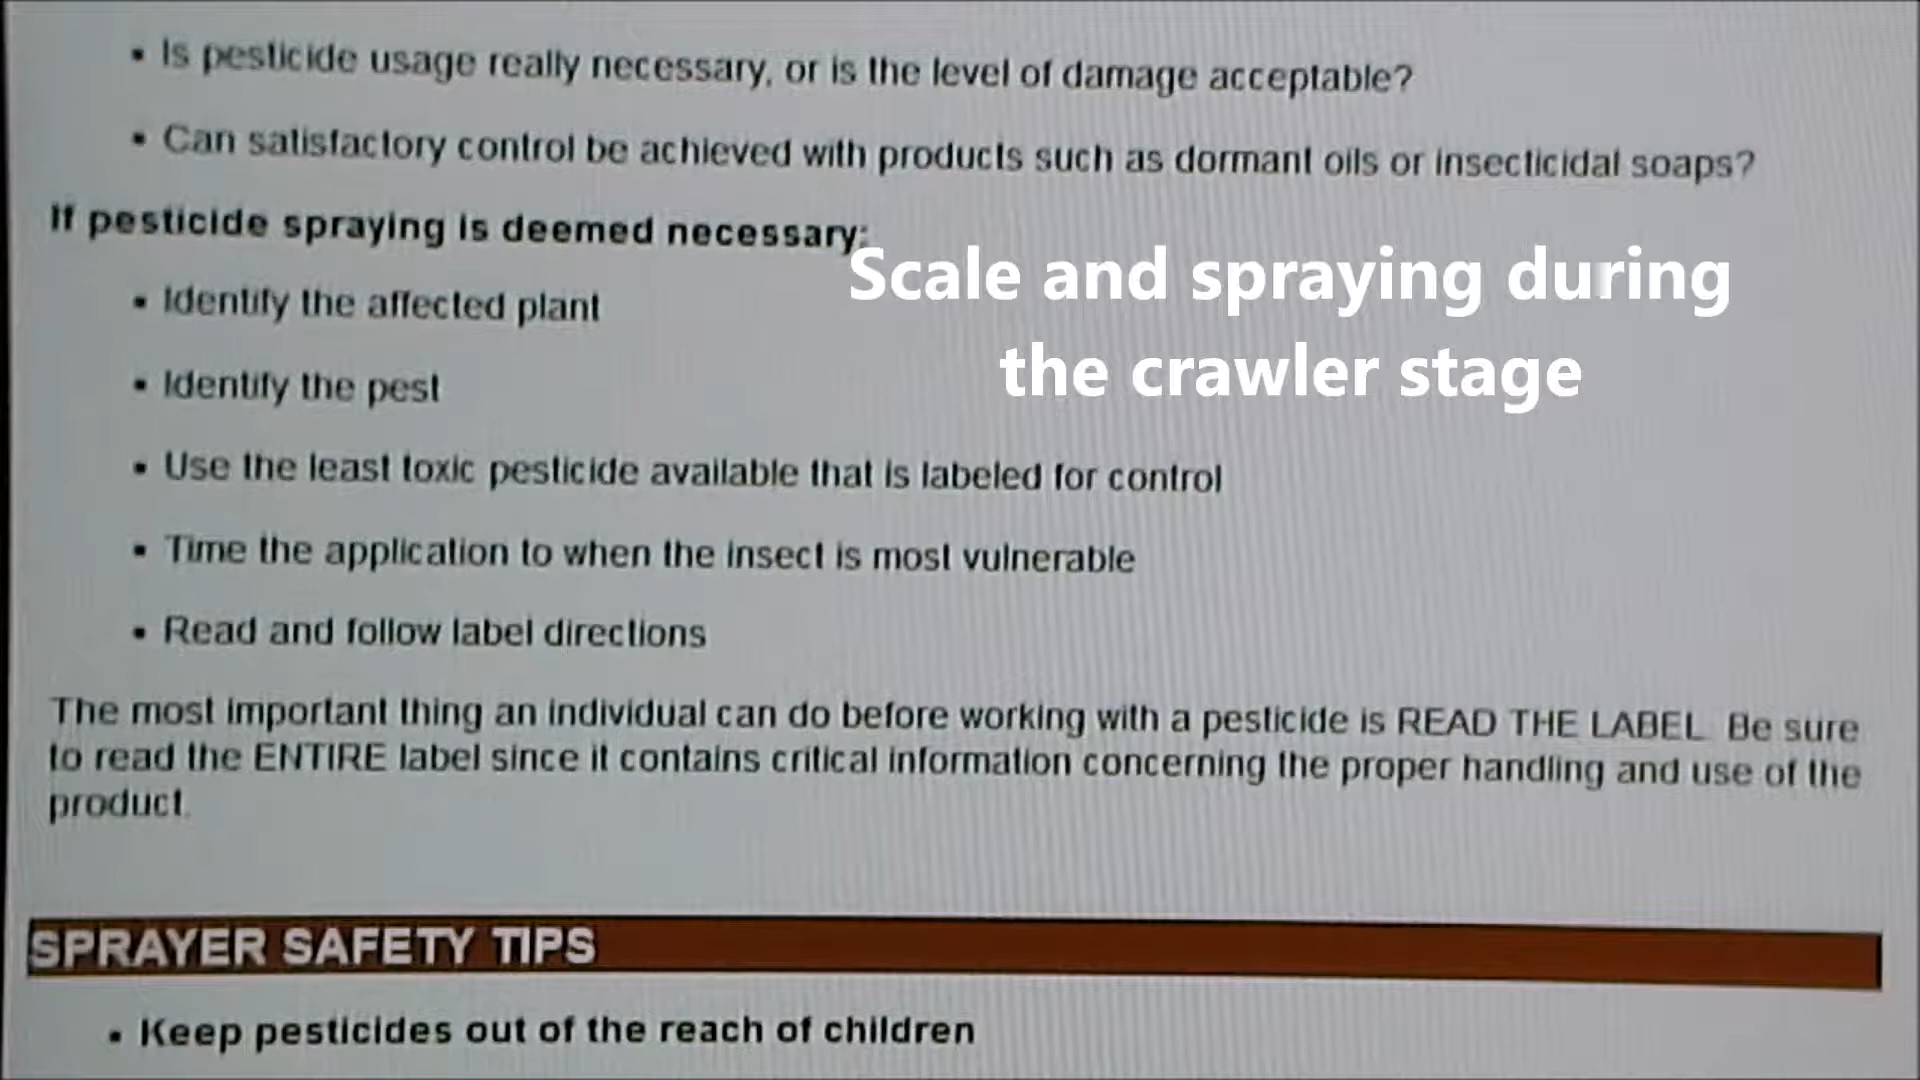 ▪ Is pesticide usage really necessary, or is the level of damage acceptable?
▪ Can satisfactory control be achieved with products such as dormant oils or insecticidal soaps?
If pesticide spraying is deemed necessary:
Scale and spraying during
the crawler stage
▪ Identify the affected plant
▪ Identify the pest
▪ Use the least toxic pesticide available that is labeled for control
▪ Time the application to when the insect is most vulnerable
▪ Read and follow label directions
The most important thing an individual can do before working with a pesticide is READ THE LABEL. Be sure
to read the ENTIRE label since it contains critical information concerning the proper handling and use of the
product.
SPRAYER SAFETY TIPS
▪ Keep pesticides out of the reach of children